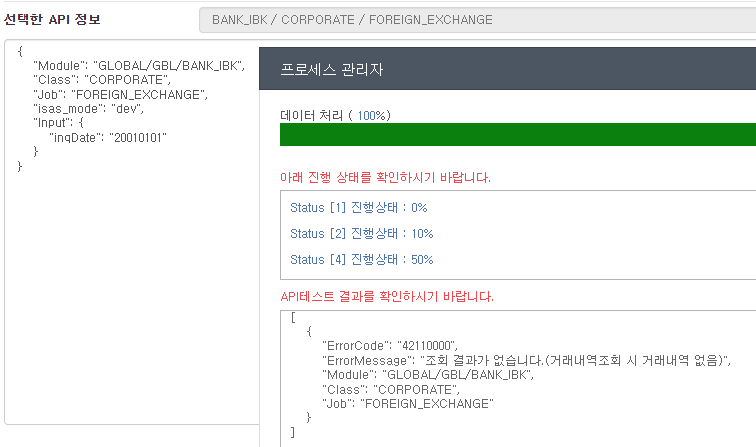 선택한 API 정보
BANK_IBK / CORPORATE / FOREIGN_EXCHANGE
{
"Module": "GLOBAL/GBL/BANK_IBK",
"Class": "CORPORATE",
"Job": "FOREIGN_EXCHANGE",
"isas_mode": "dev",
"Input": {
"inqDate": "20010101"
}
}
프로세스 관리자
데이터 처리 ( 100%)
아래 진행 상태를 확인하시기 바랍니다.
Status [1] 진행상태 : 0%
Status [2] 진행상태 : 10%
Status [4] 진행상태 : 50%
API테스트 결과를 확인하시기 바랍니다.
[
{
"ErrorCode": "42110000",
"ErrorMessage": "조회 결과가 없습니다.(거래내역조회 시 거래내역 없음)",
"Module": "GLOBAL/GBL/BANK_IBK",
"Class": "CORPORATE",
"Job": "FOREIGN_EXCHANGE"
}
]